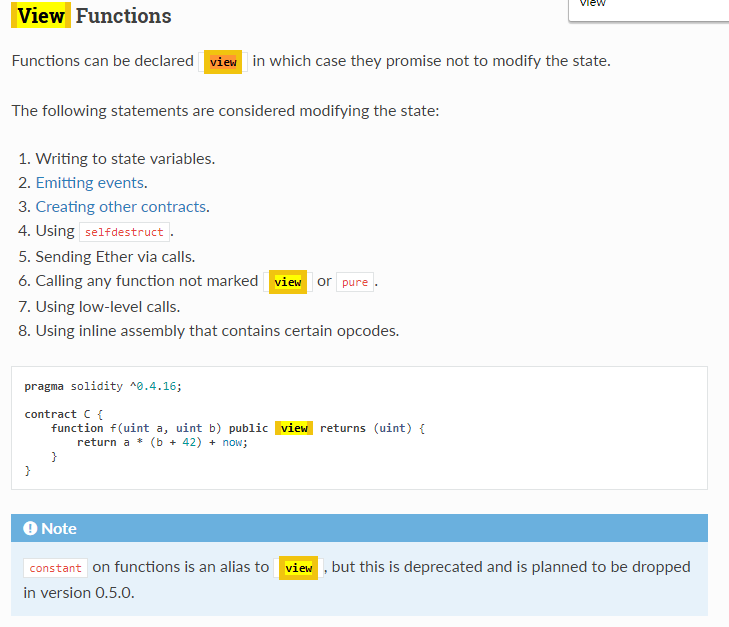 view
View Functions
Functions can be declared view in which case they promise not to modify the state.
The following statements are considered modifying the state:
1. Writing to state variables.
2. Emitting events.
3. Creating other contracts.
4. Using selfdestruct.
5. Sending Ether via calls.
6. Calling any function not marked view or pure.
7. Using low-level calls.
8. Using inline assembly that contains certain opcodes.
pragma solidity ^0.4.16;
contract C {
function f(uint a, uint b) public view returns (uint) {
return a * (b + 42) + now;
}
}
Note
constant on functions is an alias to view, but this is deprecated and is planned to be dropped
in version 0.5.0.